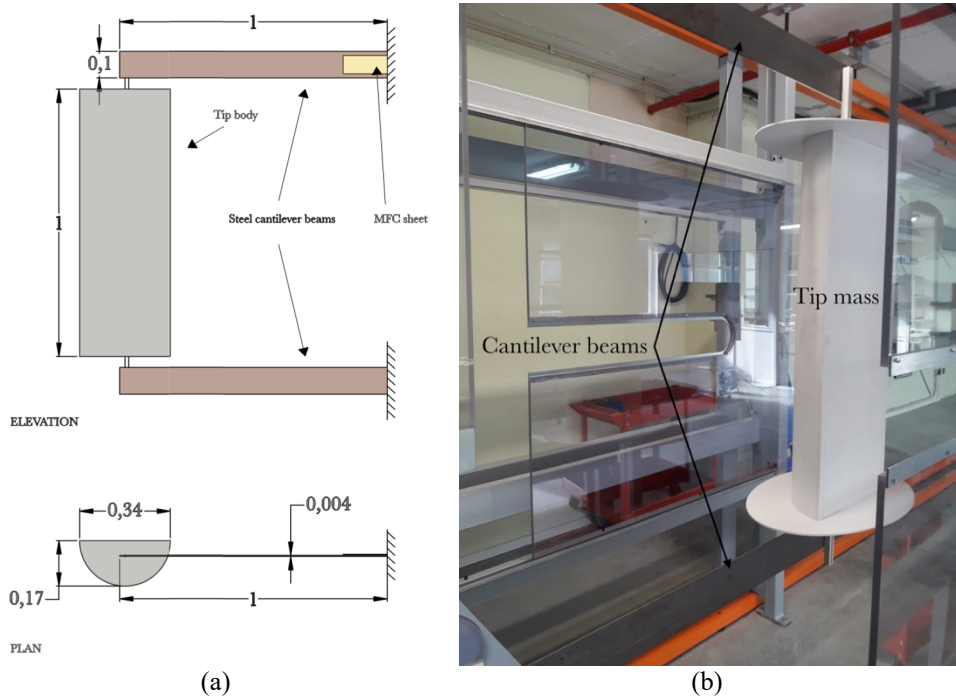 1
0,1
Tip body
1
Steel cantilever beams
MFC sheet
ELEVATION
0,34
0,004
0,17
1
PLAN
Cantilever beams
Tip mass
(a)
(b)